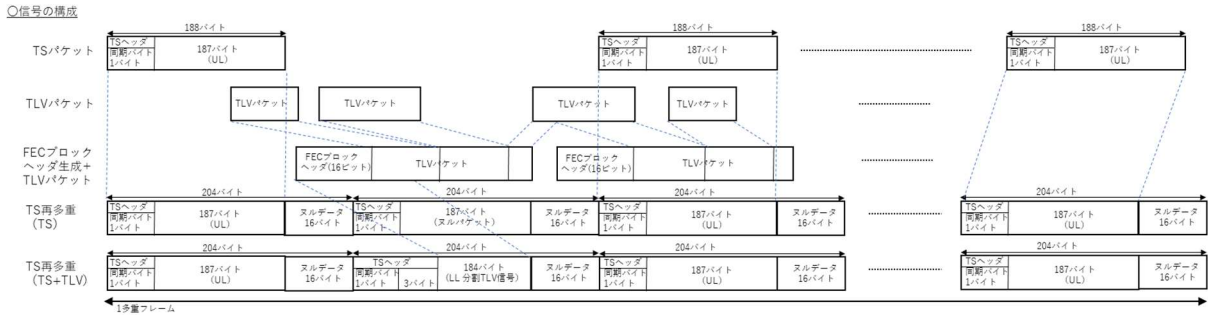 〇信号の構成
188バイト
188バイト
188バイト
TSパケット
TSヘッダ
同期バイト
1バイト
187バイト
(UL)
TSヘッダ
同期バイト
1バイト
187バイト
(UL)
TSヘッダ
同期バイト
1バイト
187バイト
(UL)
TLVパケット
TLVパケット
TLVパケット
TLVパケット
TLVパケット
FECブロック
ヘッダ生成+
TLVパケット
FECブロック
ヘッダ(16ビット)
TLVパケット
FECブロック
ヘッダ(16ビット)
TLVパケット
204バイト
204バイト
204バイト
204バイト
TS再多重
(TS)
TSヘッダ
同期バイト
1バイト
187バイト
(UL)
ヌルデータ
16バイト
TSヘッダ
同期バイト
1バイト
187バイト
(ヌルパケット)
ヌルデータ
16バイト
TSヘッダ
同期バイト
1バイト
187バイト
(UL)
ヌルデータ
16バイト
TSヘッダ
同期バイト
1バイト
187バイト
(UL)
ヌルデータ
16バイト
204バイト
204バイト
204バイト
204バイト
TS再多重
(TS+TLV)
TSヘッダ
同期バイト
1バイト
187バイト
(UL)
ヌルデータ
16バイト
TSヘッダ
同期バイト
1バイト
3バイト
184バイト
(LL 分割TLV信号)
ヌルデータ
16バイト
TSヘッダ
同期バイト
1バイト
187バイト
(UL)
ヌルデータ
16バイト
TSヘッダ
同期バイト
1バイト
187バイト
(UL)
ヌルデータ
16バイト
1多重フレーム